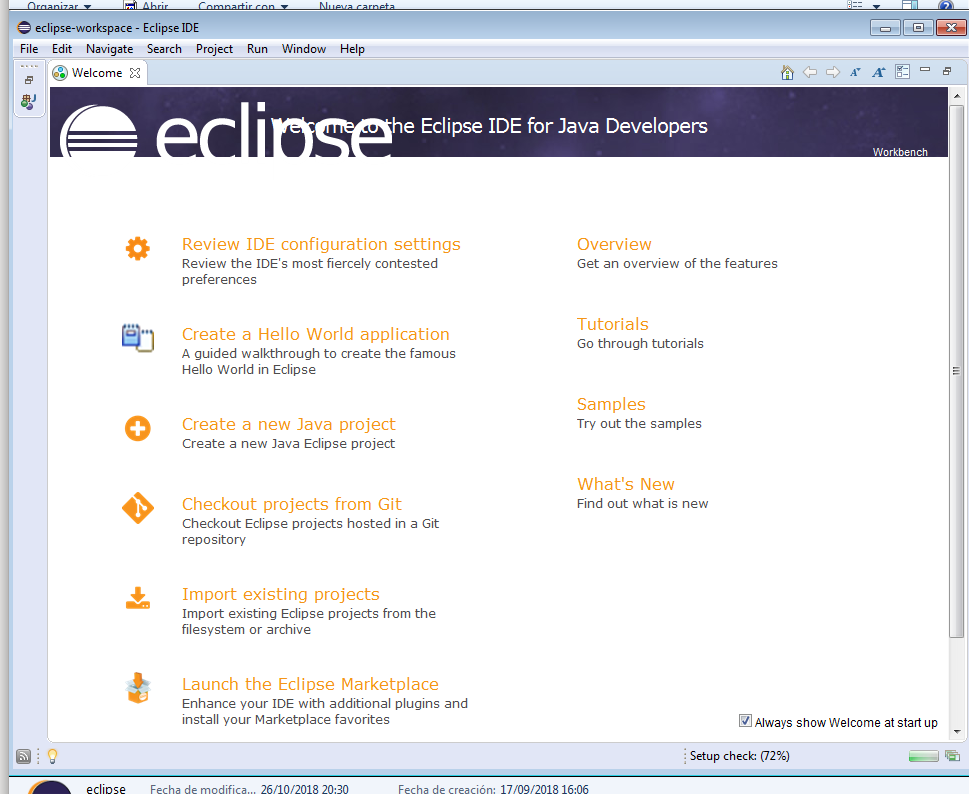 Organizar Abrir Compartir con Nueva carpeta
eclipse-workspace - Eclipse IDE
File Edit Navigate Search Project Run Window Help
Welcome
eclipse
Welcome to the Eclipse IDE for Java Developers
Workbench
Review IDE configuration settings
Review the IDE's most fiercely contested
preferences
Create a Hello World application
A guided walkthrough to create the famous
Hello World in Eclipse
Create a new Java project
Create a new Java Eclipse project
Checkout projects from Git
Checkout Eclipse projects hosted in a Git
repository
Import existing projects
Import existing Eclipse projects from the
filesystem or archive
Launch the Eclipse Marketplace
Enhance your IDE with additional plugins and
install your Marketplace favorites
Overview
Get an overview of the features
Tutorials
Go through tutorials
Samples
Try out the samples
What's New
Find out what is new
Always show Welcome at start up
Setup check: (72%)
eclipse Fecha de modifica... 26/10/2018 20:30 Fecha de creación: 17/09/2018 16:06